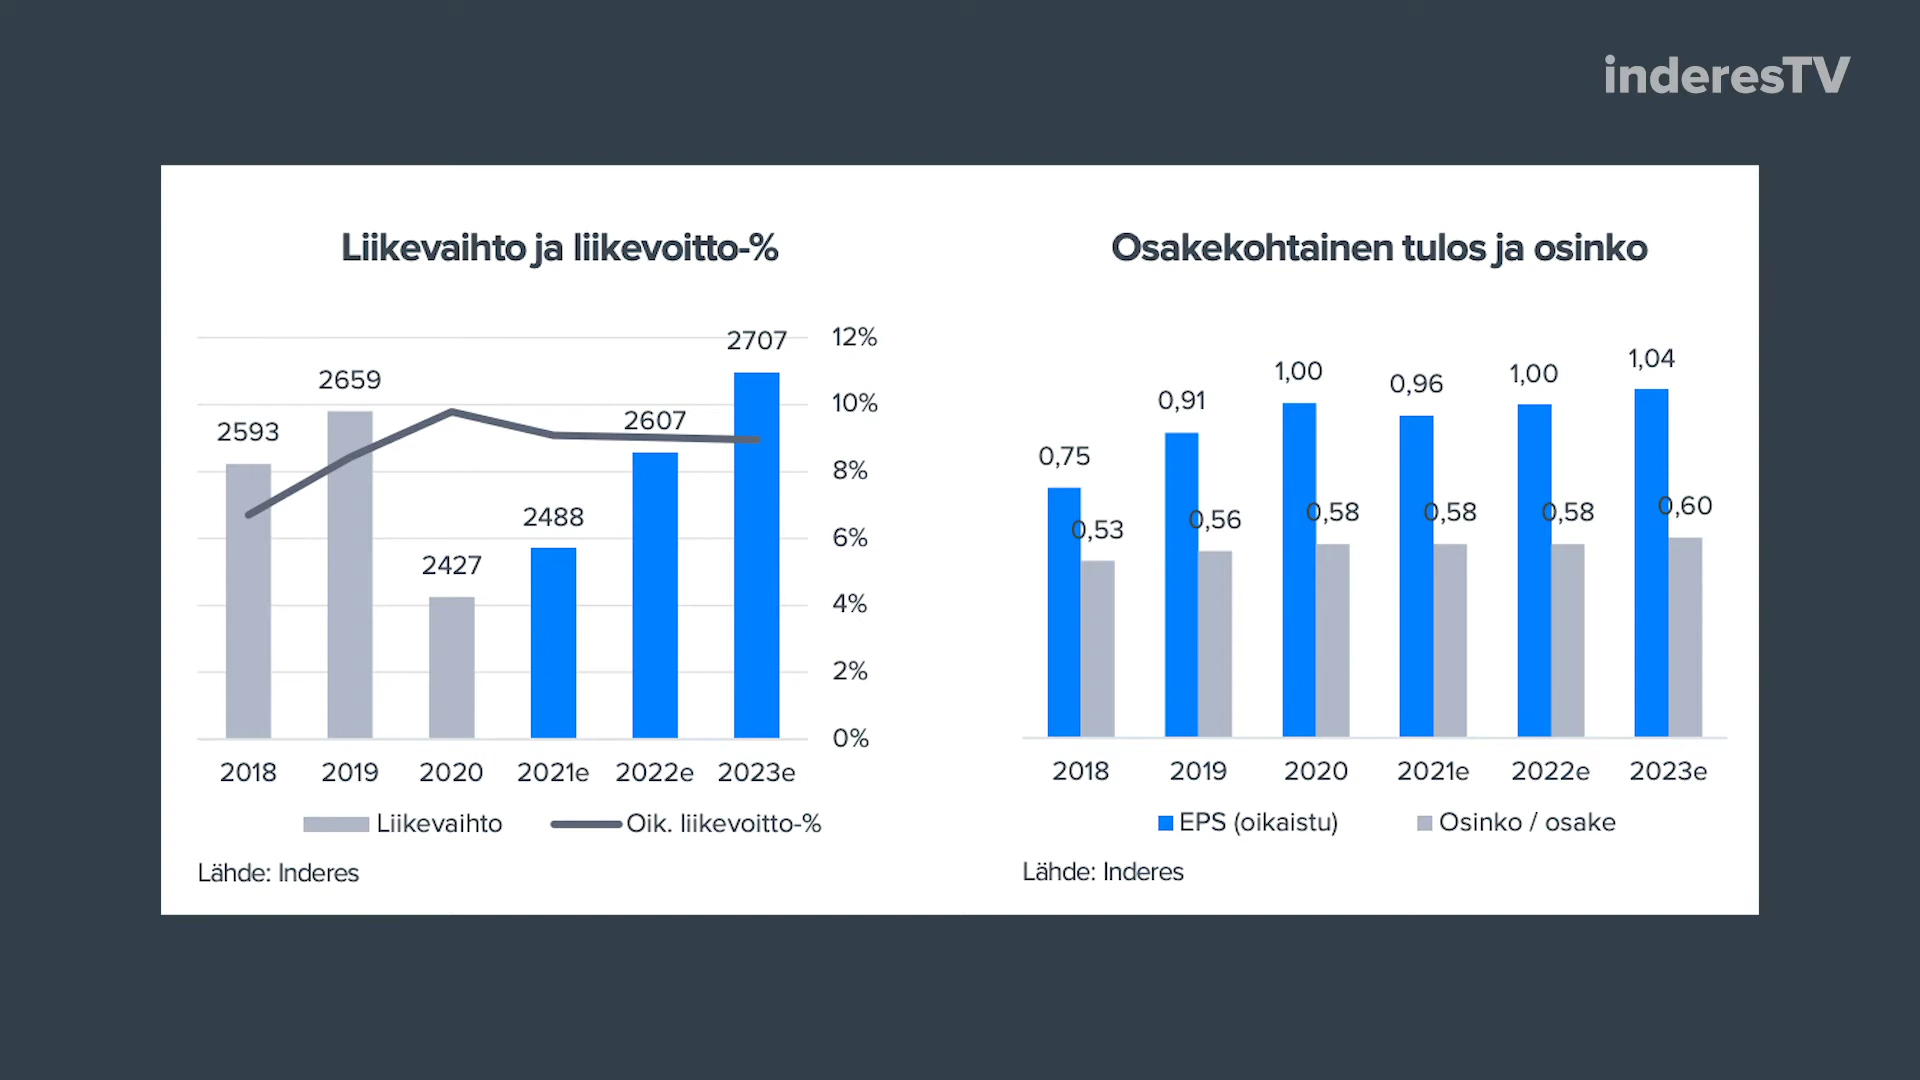 inderesTV
Liikevaihto ja liikevoitto-%
2593
2659
2427
2488
2607
2707
12%
10%
8%
6%
4%
2%
0%
2018 2019 2020 2021e 2022e 2023e
Liikevaihto Oik. liikevoitto-%
Lähde: Inderes
Osakekohtainen tulos ja osinko
0,75
0,53
0,91
0,56
1,00
0,58
0,96
0,58
1,00
0,58
1,04
0,60
2018 2019 2020 2021e 2022e 2023e
EPS (oikaistu) Osinko / osake
Lähde: Inderes